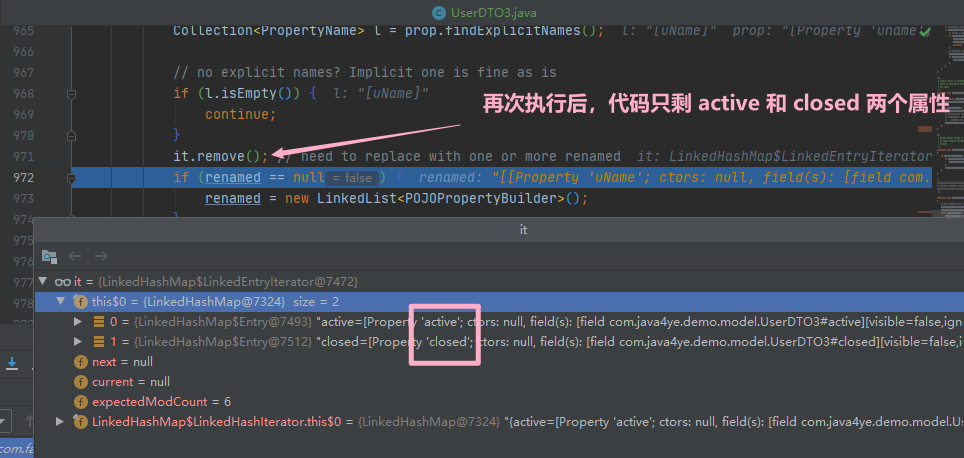 UserDTO3.java
965 Collection<PropertyName> l = prop.findExplicitNames(); l: "[uName]" prop: "[Property 'uname';
966
967 // no explicit names? Implicit one is fine as is
968 if (l.isEmpty()) { l: "[uName]"
969 continue;
970 }
再次执行后，代码只剩 active 和 closed 两个属性
971 it.remove(); // need to replace with one or more renamed it: LinkedHashMap$LinkedEntryIterator
972 if (renamed == null = false ) { renamed: "[[Property 'uName'; ctors: null, field(s): [field com.
973 renamed = new LinkedList<POJOPropertyBuilder>();
974 }
975
it
976
977
978
979
980
981
it = {LinkedHashMap$LinkedEntryIterator@7472}
this$0 = {LinkedHashMap@7324} size = 2
0 = {LinkedHashMap$Entry@7493} "active=[Property 'active'; ctors: null, field(s): [field com.java4ye.demo.model.UserDTO3#active][visible=false,ign
1 = {LinkedHashMap$Entry@7512} "closed=[Property 'closed'; ctors: null, field(s): [field com.java4ye.demo.model.UserDTO3#closed][visible=false,i
next = null
current = null
expectedModCount = 6
LinkedHashMap$LinkedHashIterator.this$0 = {LinkedHashMap@7324} "{active=[Property 'active'; ctors: null, field(s): [field com.java4ye.demo.model.Use
com.fa